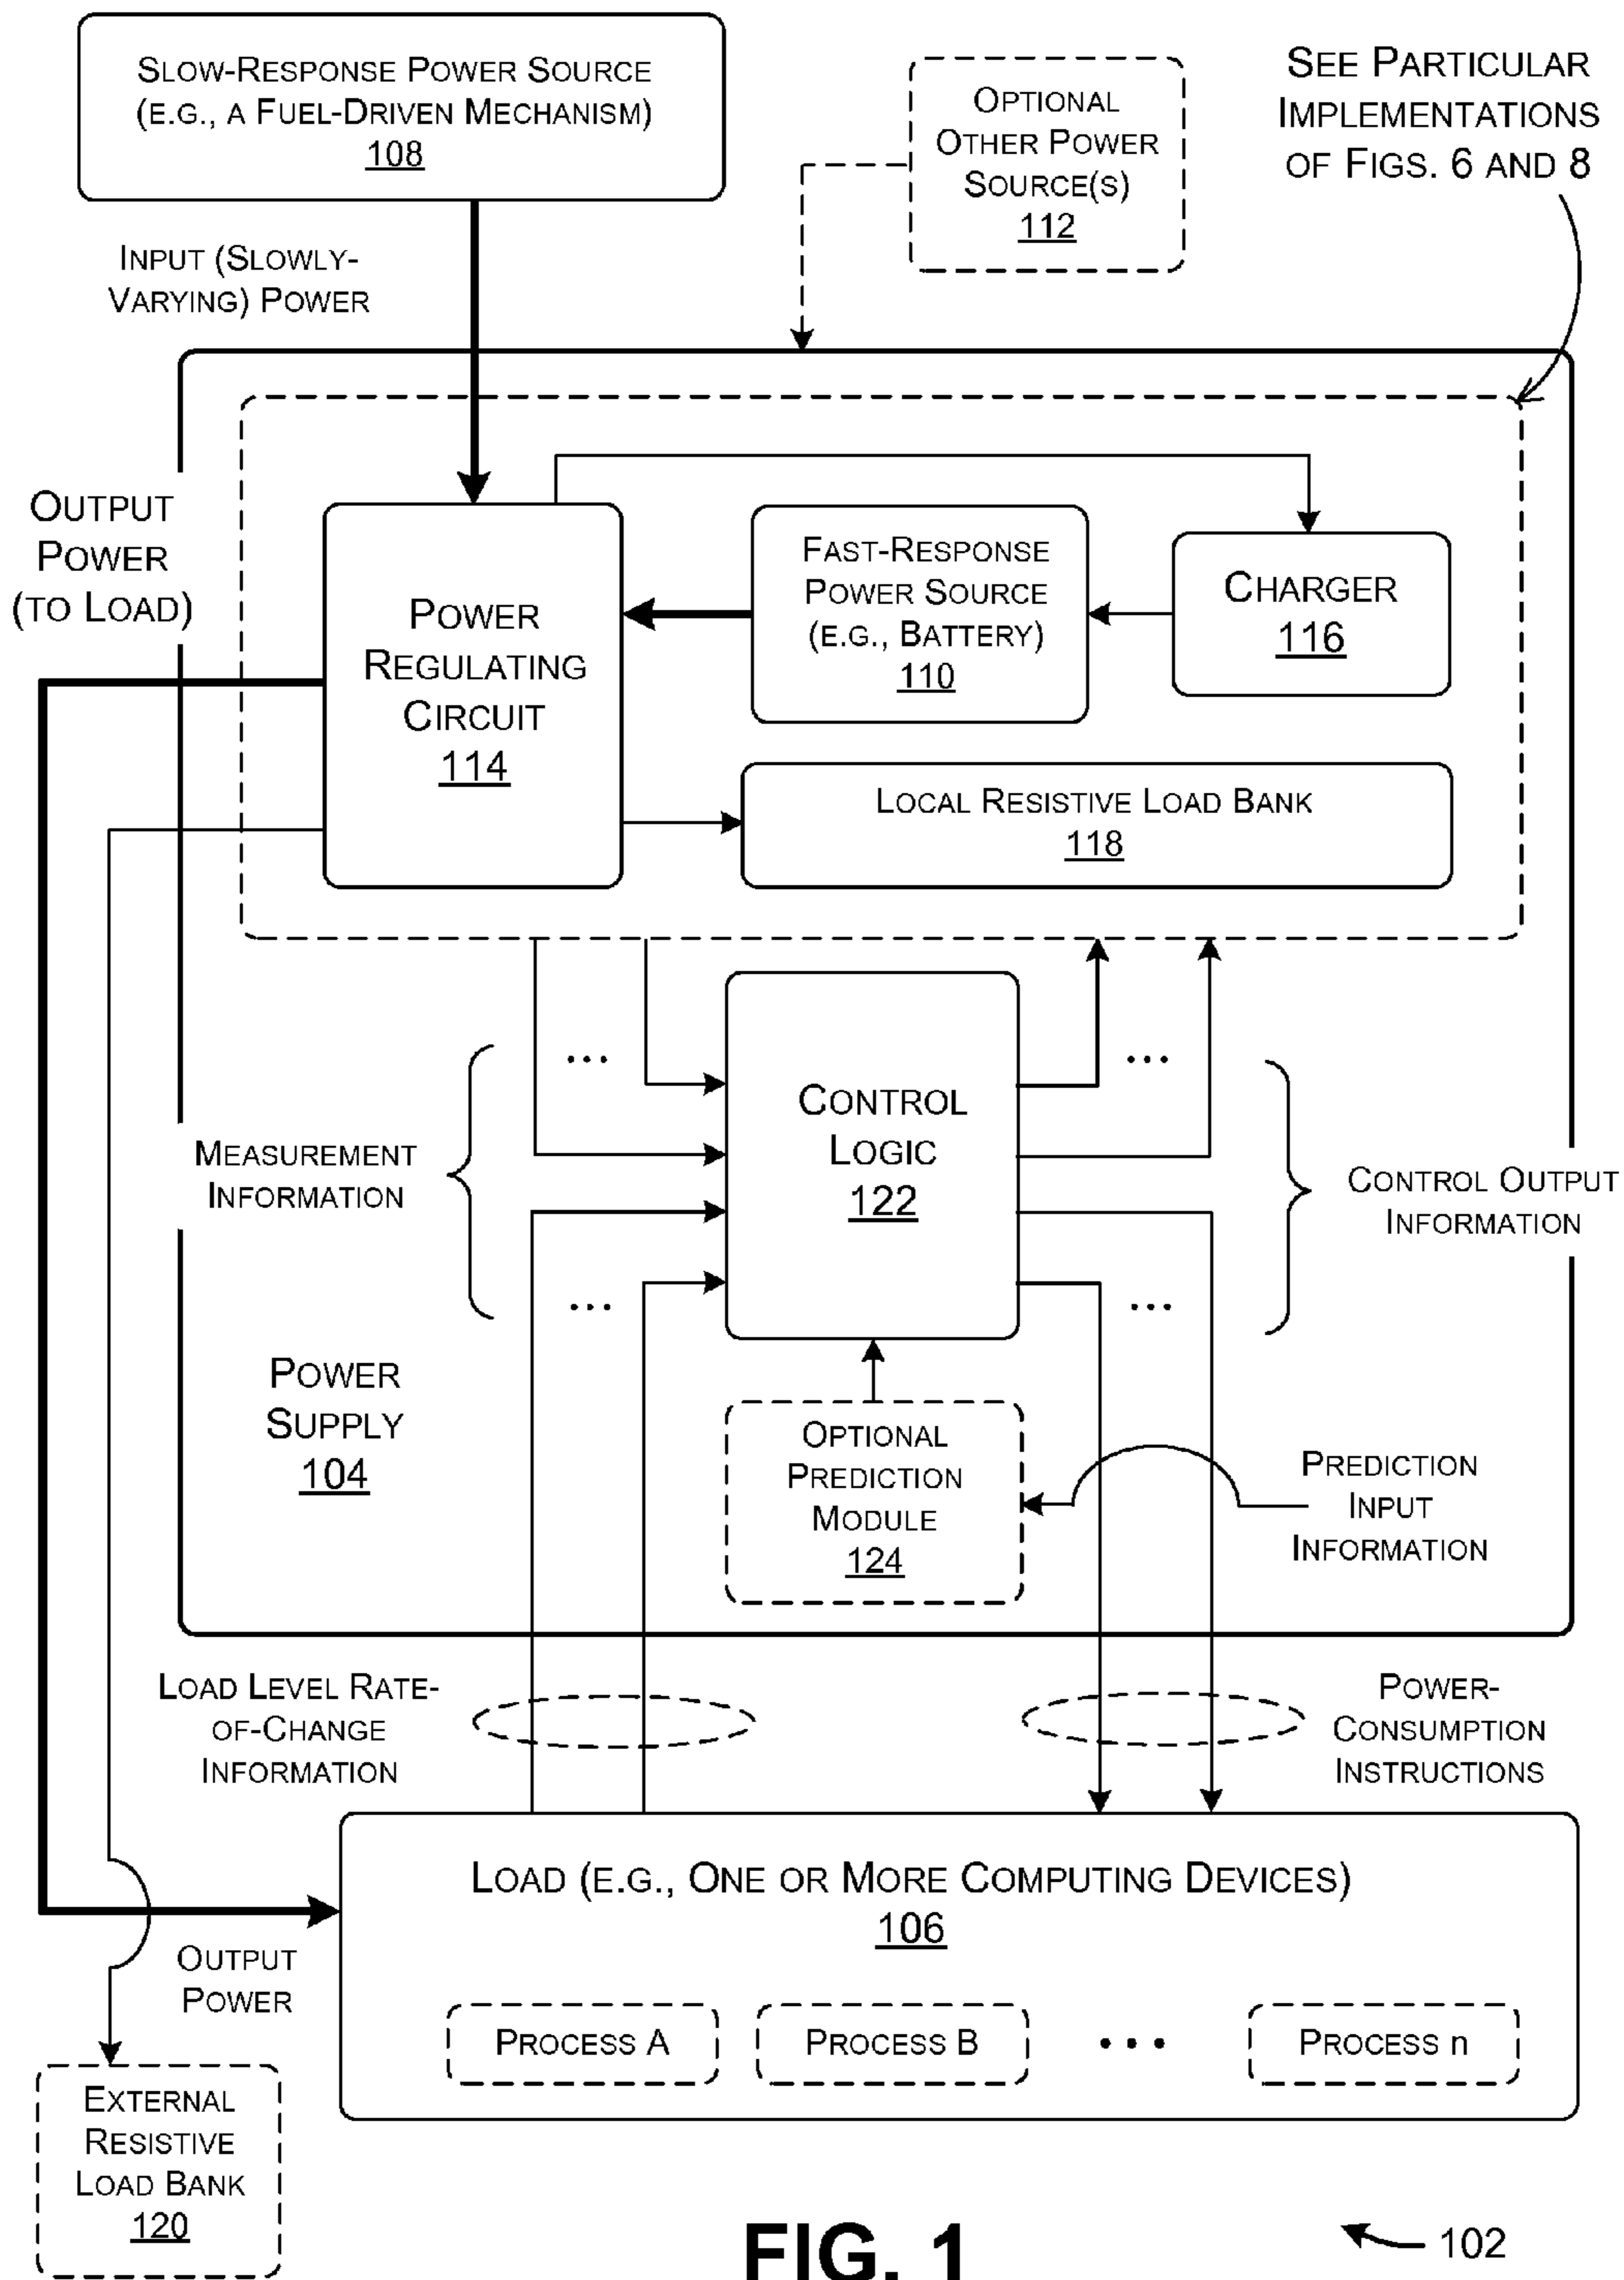 SLOW-RESPONSE POWER SOURCE
(E.G., A FUEL-DRIVEN MECHANISM)
108
OPTIONAL
OTHER POWER
SOURCE(S)
112
SEE PARTICULAR
IMPLEMENTATIONS
OF FIGS. 6 AND 8
INPUT (SLOWLY-
VARYING) POWER
OUTPUT
POWER
(TO LOAD)
POWER
REGULATING
CIRCUIT
114
FAST-RESPONSE
POWER SOURCE
(E.G., BATTERY)
110
CHARGER
116
LOCAL RESISTIVE LOAD BANK
118
...
...
MEASUREMENT
INFORMATION
CONTROL
LOGIC
122
CONTROL OUTPUT
INFORMATION
...
...
POWER
SUPPLY
104
OPTIONAL
PREDICTION
MODULE
124
PREDICTION
INPUT
INFORMATION
LOAD LEVEL RATE-
OF-CHANGE
INFORMATION
POWER-
CONSUMPTION
INSTRUCTIONS
LOAD (E.G., ONE OR MORE COMPUTING DEVICES)
106
OUTPUT
POWER
PROCESS A
PROCESS B
...
PROCESS n
EXTERNAL
RESISTIVE
LOAD BANK
120
FIG. 1
102